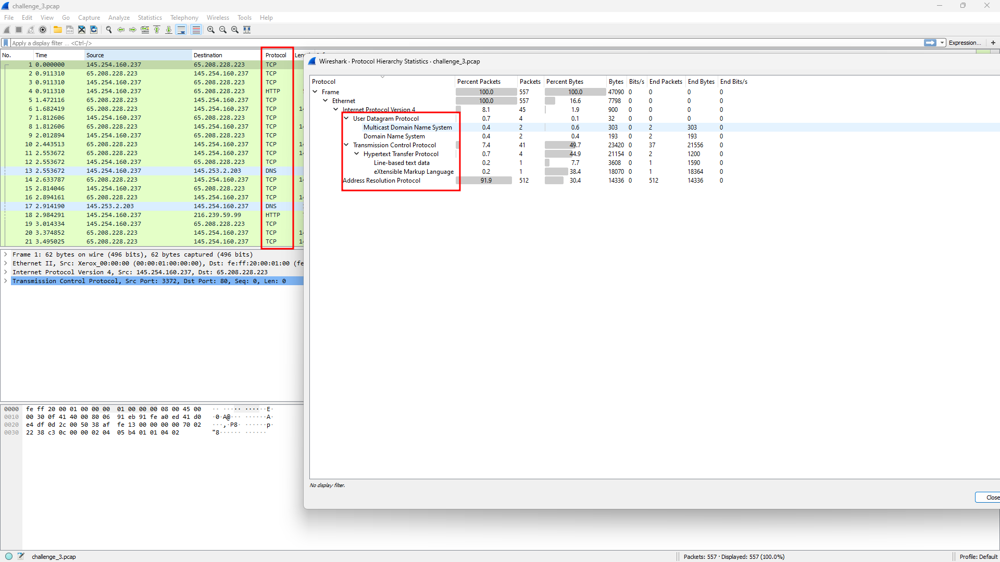 challenge_3.pcap
File Edit View Go Capture Analyze Statistics Telephony Wireless Tools Help
Apply a display filter ... <Ctrl-/> Expression... +
No. Time Source Destination Protocol
1 0.000000 145.254.160.237 65.208.228.223 TCP
2 0.911310 65.208.228.223 145.254.160.237 TCP
3 0.911310 145.254.160.237 65.208.228.223 TCP
4 0.911310 145.254.160.237 65.208.228.223 HTTP
5 1.472116 65.208.228.223 145.254.160.237 TCP
6 1.682419 65.208.228.223 145.254.160.237 TCP
7 1.812606 145.254.160.237 65.208.228.223 TCP
8 1.812606 65.208.228.223 145.254.160.237 TCP
9 2.012894 145.254.160.237 65.208.228.223 TCP
10 2.443513 65.208.228.223 145.254.160.237 TCP
11 2.553672 65.208.228.223 145.254.160.237 TCP
12 2.553672 145.254.160.237 65.208.228.223 TCP
13 2.553672 145.254.160.237 145.253.2.203 DNS
14 2.633787 65.208.228.223 145.254.160.237 TCP
15 2.814046 145.254.160.237 65.208.228.223 TCP
16 2.894161 65.208.228.223 145.254.160.237 TCP
17 2.914190 145.253.2.203 145.254.160.237 DNS
18 2.984291 145.254.160.237 216.239.59.99 HTTP
19 3.014334 145.254.160.237 65.208.228.223 TCP
20 3.374852 65.208.228.223 145.254.160.237 TCP
21 3.495025 65.208.228.223 145.254.160.237 TCP
Frame 1: 62 bytes on wire (496 bits), 62 bytes captured (496 bits)
Ethernet II, Src: Xerox_00:00:00 (00:00:01:00:00:00), Dst: fe:ff:20:00:01:00 (fe
Internet Protocol Version 4, Src: 145.254.160.237, Dst: 65.208.228.223
Transmission Control Protocol, Src Port: 3372, Dst Port: 80, Seq: 0, Len: 0
0000 fe ff 20 00 01 00 00 00 01 00 00 00 08 00 45 00 ·· ····· ······E·
0010 00 30 0f 41 40 00 80 06 91 eb 91 fe a0 ed 41 d0 ·0·A@··· ······A·
0020 e4 df 0d 2c 00 50 38 af fe 13 00 00 00 00 70 02 ···,·P8· ······p·
0030 22 38 c3 0c 00 00 02 04 05 b4 01 01 04 02 "8······ ······
Wireshark · Protocol Hierarchy Statistics · challenge_3.pcap
Protocol Percent Packets Packets Percent Bytes Bytes Bits/s End Packets End Bytes End Bits/s
Frame 100.0 557 100.0 47090 0 0 0 0
Ethernet 100.0 557 16.6 7798 0 0 0 0
Internet Protocol Version 4 8.1 45 1.9 900 0 0 0 0
User Datagram Protocol 0.7 4 0.1 32 0 0 0 0
Multicast Domain Name System 0.4 2 0.6 303 0 2 303 0
Domain Name System 0.4 2 0.4 193 0 2 193 0
Transmission Control Protocol 7.4 41 49.7 23420 0 37 21556 0
Hypertext Transfer Protocol 0.7 4 44.9 21154 0 2 1200 0
Line-based text data 0.2 1 7.7 3608 0 1 1590 0
eXtensible Markup Language 0.2 1 38.4 18070 0 1 18364 0
Address Resolution Protocol 91.9 512 30.4 14336 0 512 14336 0
No display filter.
Close
challenge_3.pcap Packets: 557 · Displayed: 557 (100.0%) Profile: Default